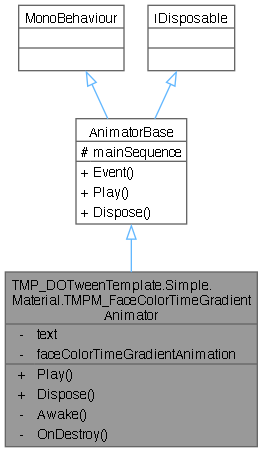 MonoBehaviour
IDisposable
AnimatorBase
# mainSequence
+ Event()
+ Play()
+ Dispose()
TMP_DOTweenTemplate.Simple.
Material.TMPM_FaceColorTimeGradient
Animator
- text
- faceColorTimeGradientAnimation
+ Play()
+ Dispose()
- Awake()
- OnDestroy()